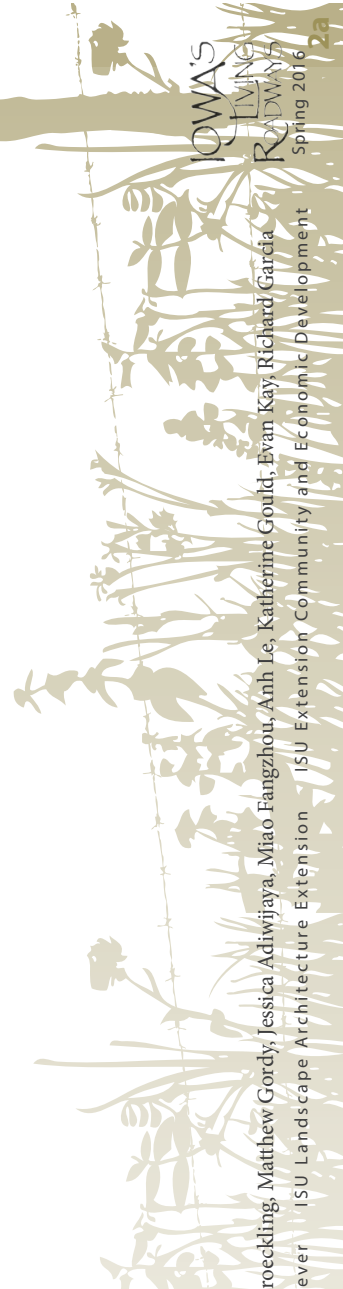 roeckling, Matthew Gordy, Jessica Adiwijaya, Miao Fangzhou, Anh Le, Katherine Gould, Evan Kay, Richard Garcia
ever ISU Landscape Architecture Extension ISU Extension Community and Economic Development Spring 2016
IOWA'S
LIVING
ROADWAYS
2a